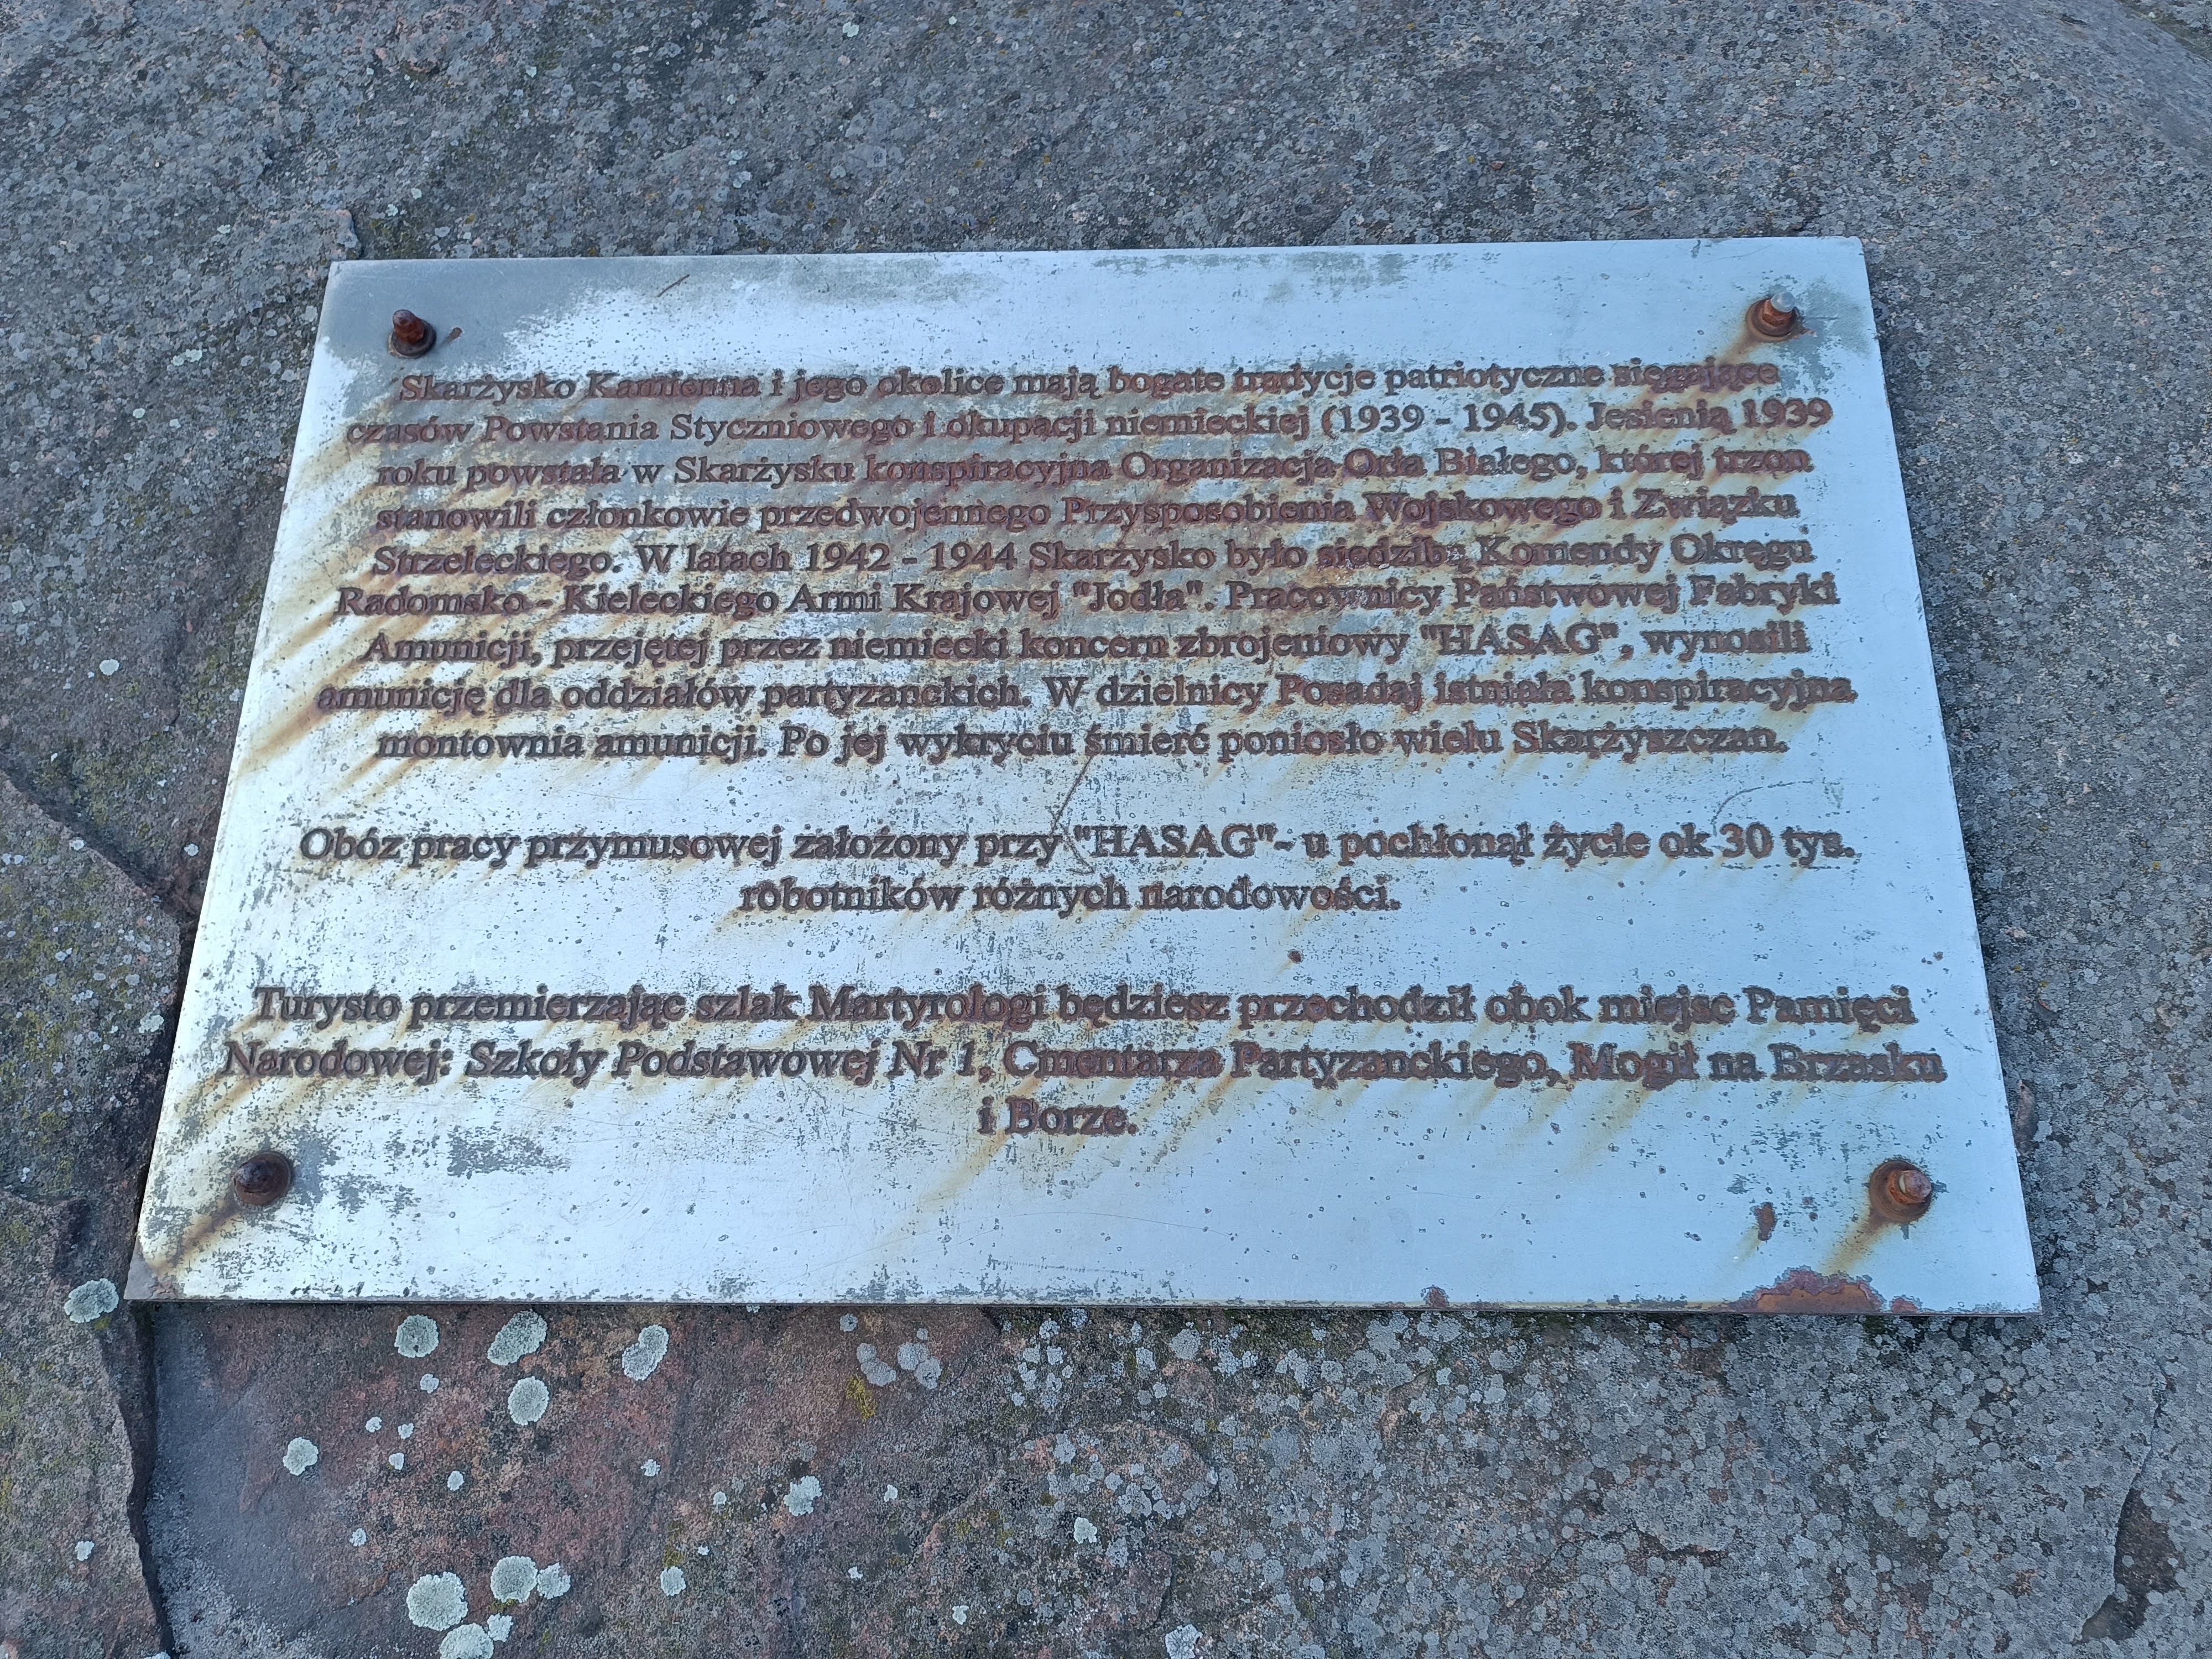 Skarżysko Kamienna i jego okolice mają bogate tradycje patriotyczne sięgające
czasów Powstania Styczniowego i okupacji niemieckiej (1939 - 1945). Jesienią 1939
roku powstała w Skarżysku konspiracyjna Organizacja Orła Białego, której trzon
stanowili członkowie przedwojennego Przysposobienia Wojskowego i Związku
Strzeleckiego. W latach 1942 - 1944 Skarżysko było siedzibą Komendy Okręgu
Radomsko - Kieleckiego Armi Krajowej "Jodła". Pracownicy Państwowej Fabryki
Amunicji, przejętej przez niemiecki koncern zbrojeniowy "HASAG", wynosili
amunicję dla oddziałów partyzanckich. W dzielnicy Posadaj istniała konspiracyjna
montownia amunicji. Po jej wykryciu śmierć poniosło wielu Skarżyszczan.
Obóz pracy przymusowej założony przy "HASAG"- u pochłonął życie ok 30 tys.
robotników różnych narodowości.
Turysto przemierzając szlak Martyrologi będziesz przechodził obok miejsc Pamięci
Narodowej: Szkoły Podstawowej Nr 1, Cmentarza Partyzanckiego, Mogił na Brzasku
i Borze.